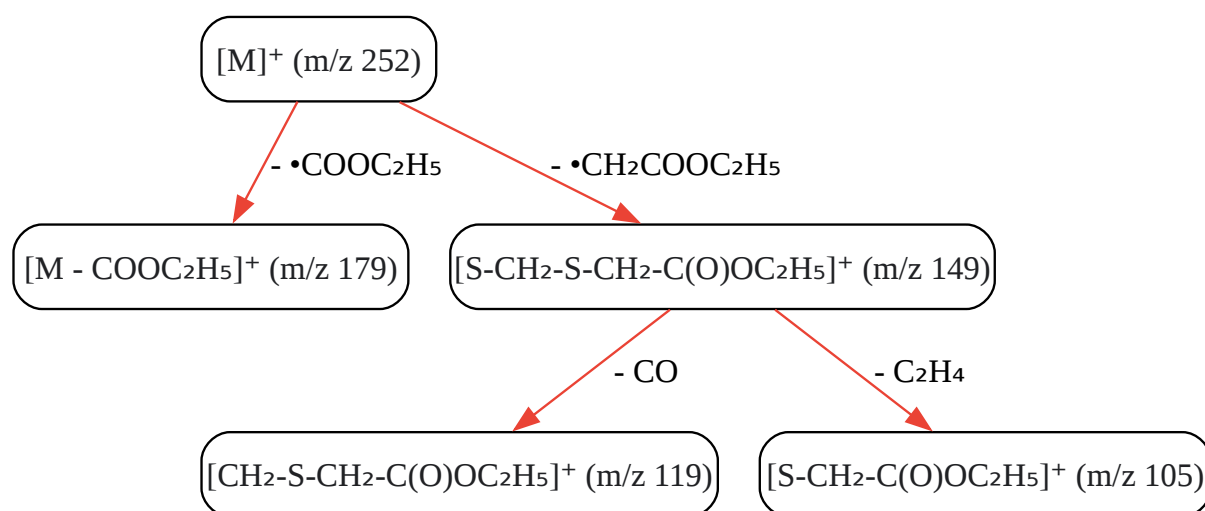 [M]⁺ (m/z 252)
- •COOC₂H₅
- •CH₂COOC₂H₅
[M - COOC₂H₅]⁺ (m/z 179)
[S-CH₂-S-CH₂-C(O)OC₂H₅]⁺ (m/z 149)
- CO
- C₂H₄
[CH₂-S-CH₂-C(O)OC₂H₅]⁺ (m/z 119)
[S-CH₂-C(O)OC₂H₅]⁺ (m/z 105)